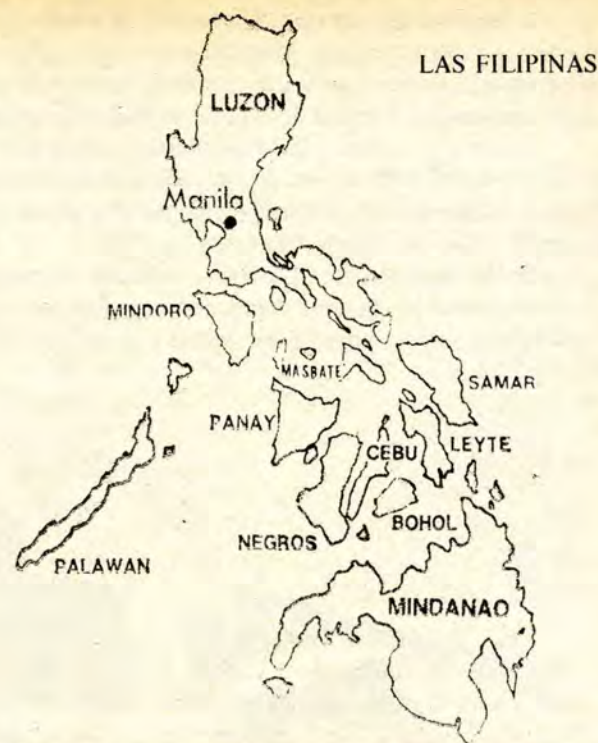 LAS FILIPINAS
LUZON
Manila
MINDORO
MASBATE
SAMAR
PANAY
CEBU
LEYTE
BOHOL
NEGROS
PALAWAN
MINDANAO